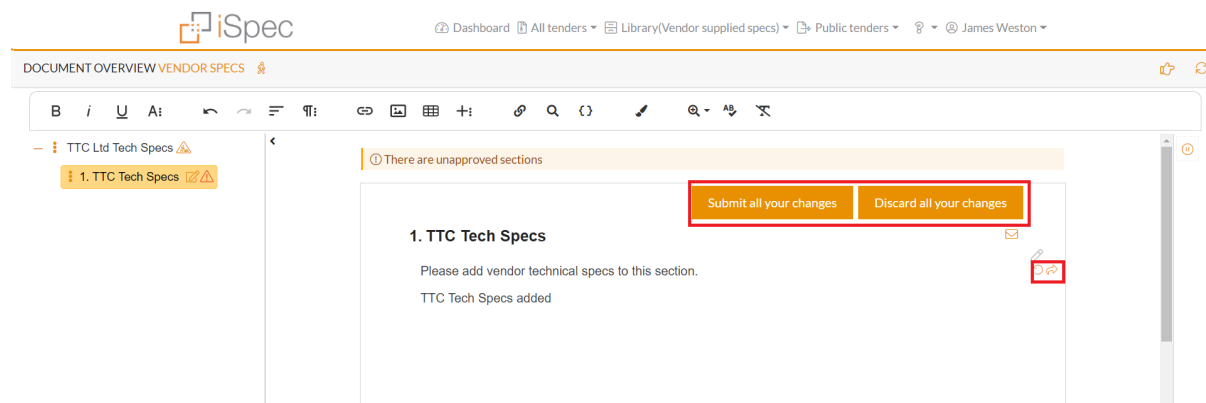 iSpec
Dashboard All tenders Library(Vendor supplied specs) Public tenders ? James Weston
DOCUMENT OVERVIEW VENDOR SPECS
B i U A
TTC Ltd Tech Specs
1. TTC Tech Specs
There are unapproved sections
Submit all your changes Discard all your changes
1. TTC Tech Specs
Please add vendor technical specs to this section.
TTC Tech Specs added